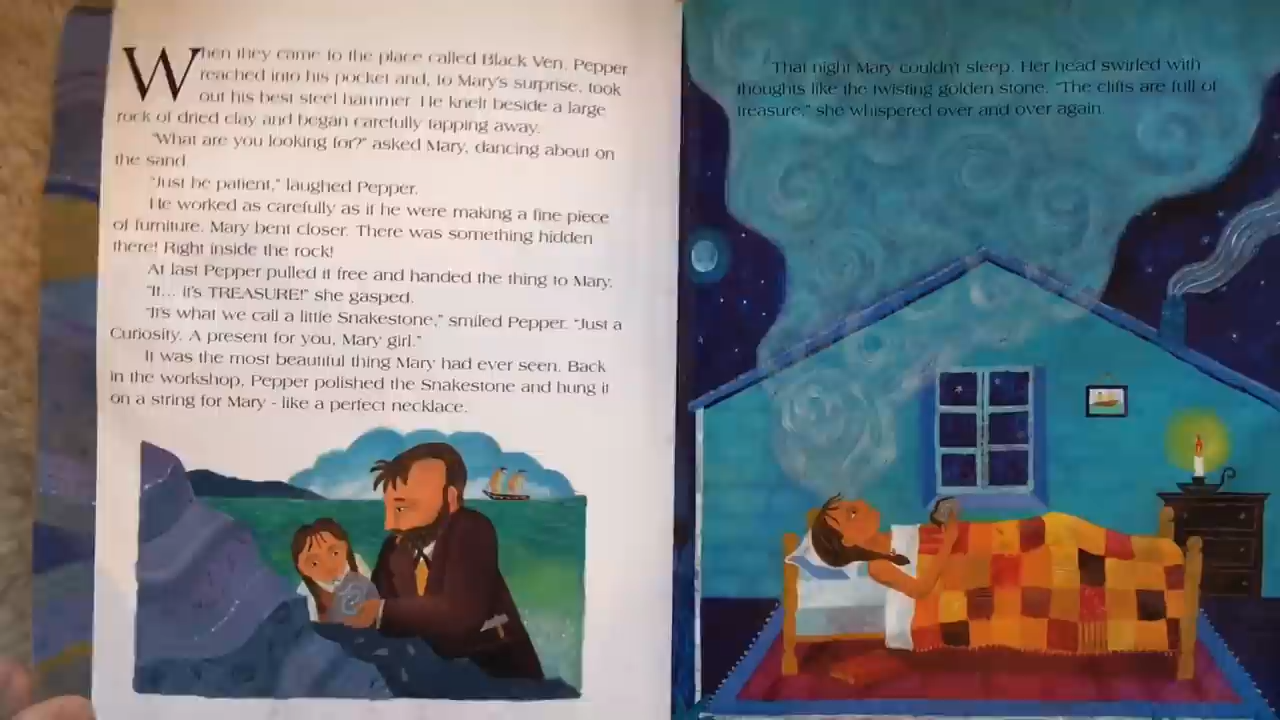 When they came to the place called Black Ven, Pepper
reached into his pocket and, to Mary's surprise, took
out his best steel hammer. He knelt beside a large
rock of dried clay and began carefully tapping away.
"What are you looking for?" asked Mary, dancing about on
the sand.
"Just be patient," laughed Pepper.
He worked as carefully as if he were making a fine piece
of furniture. Mary bent closer. There was something hidden
there! Right inside the rock!
At last Pepper pulled it free and handed the thing to Mary.
"It... it's TREASURE!" she gasped.
"It's what we call a little Snakestone," smiled Pepper. "Just a
Curiosity. A present for you, Mary girl."
It was the most beautiful thing Mary had ever seen. Back
in the workshop, Pepper polished the Snakestone and hung it
on a string for Mary - like a perfect necklace.
That night Mary couldn't sleep. Her head swirled with
thoughts like the twisting golden stone. "The cliffs are full of
treasure," she whispered over and over again.